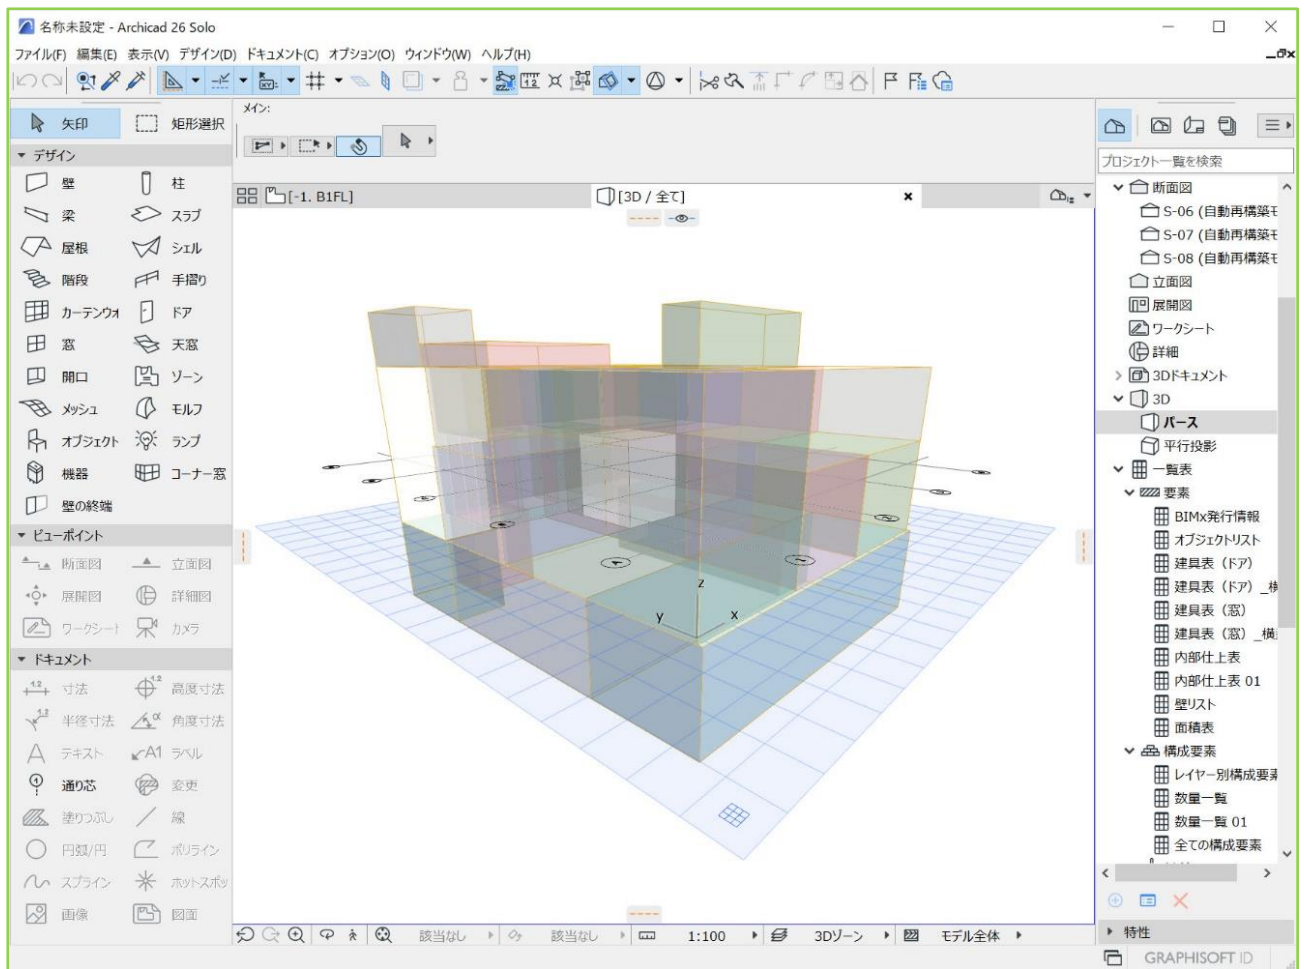 名称未設定 - Archicad 26 Solo
ファイル(F) 編集(E) 表示(V) デザイン(D) ドキュメント(C) オプション(O) ウィンドウ(W) ヘルプ(H)
メイン:
矢印 矩形選択
デザイン
壁 柱
梁 スラブ
屋根 シェル
階段 手摺り
カーテンウォ ドア
窓 天窓
開口 ゾーン
メッシュ モルフ
オブジェクト ランプ
機器 コーナー窓
壁の終端
ビューポイント
断面図 立面図
展開図 詳細図
ワークシート カメラ
ドキュメント
1.2 寸法 1.2 高度寸法
1.2 半径寸法 α 角度寸法
A テキスト A1 ラベル
通り芯 変更
塗りつぶし 線
円弧/円 ポリライン
スプライン ホットスポッ
画像 図面
[-1. B1FL] [3D / 全て]
z
y x
該当なし 該当なし 1:100 3Dゾーン モデル全体
プロジェクト一覧を検索
断面図
S-06 (自動再構築モ
S-07 (自動再構築モ
S-08 (自動再構築モ
立面図
展開図
ワークシート
詳細
3Dドキュメント
3D
パース
平行投影
一覧表
要素
BIMx発行情報
オブジェクトリスト
建具表（ドア）
建具表（ドア）_横
建具表（窓）
建具表（窓）_横
内部仕上表
内部仕上表 01
壁リスト
面積表
構成要素
レイヤー別構成要素
数量一覧
数量一覧 01
全ての構成要素
特性
GRAPHISOFT ID